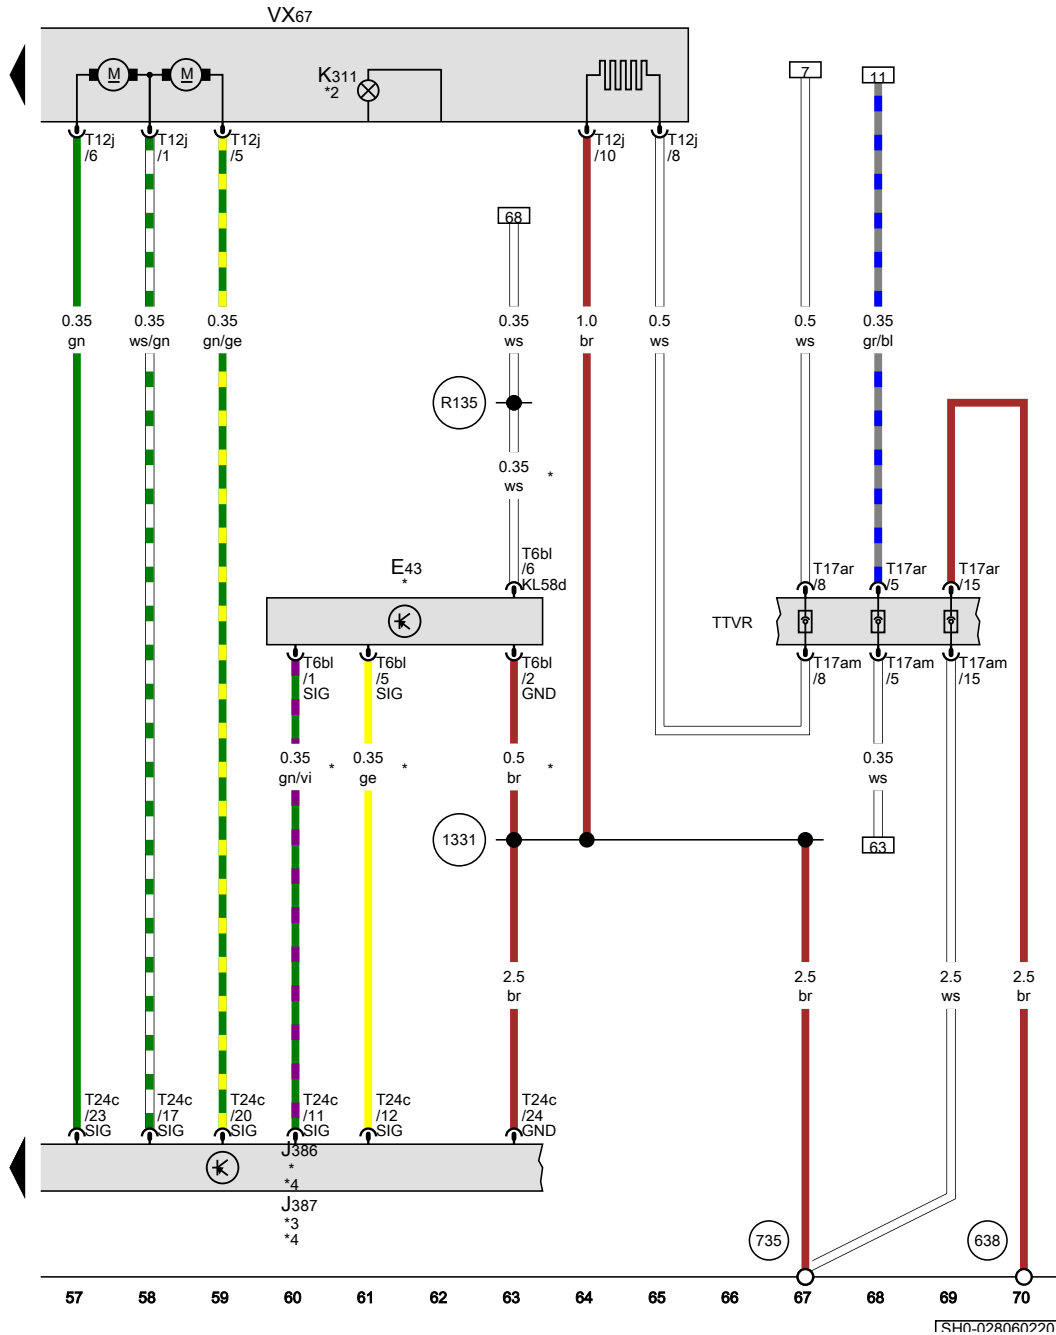 VX67
K311
*2
7
11
T12j
/6
T12j
/1
T12j
/5
T12j
/10
T12j
/8
68
0.35
gn
0.35
ws/gn
0.35
gn/ge
0.35
ws
1.0
br
0.5
ws
0.5
ws
0.35
gr/bl
R135
0.35
ws
*
E43
*
T6bl
/6
KL58d
T17ar
/8
T17ar
/5
T17ar
/15
TTVR
T6bl
/1
SIG
T6bl
/5
SIG
T6bl
/2
GND
T17am
/8
T17am
/5
T17am
/15
0.35
gn/vi
*
0.35
ge
*
0.5
br
*
0.35
ws
1331
63
2.5
br
2.5
br
2.5
ws
2.5
br
T24c
/23
SIG
T24c
/17
SIG
T24c
/20
SIG
T24c
/11
SIG
T24c
/12
SIG
T24c
/24
GND
J386
*
*4
J387
*3
*4
735
638
57 58 59 60 61 62 63 64 65 66 67 68 69 70
SH0-028060220